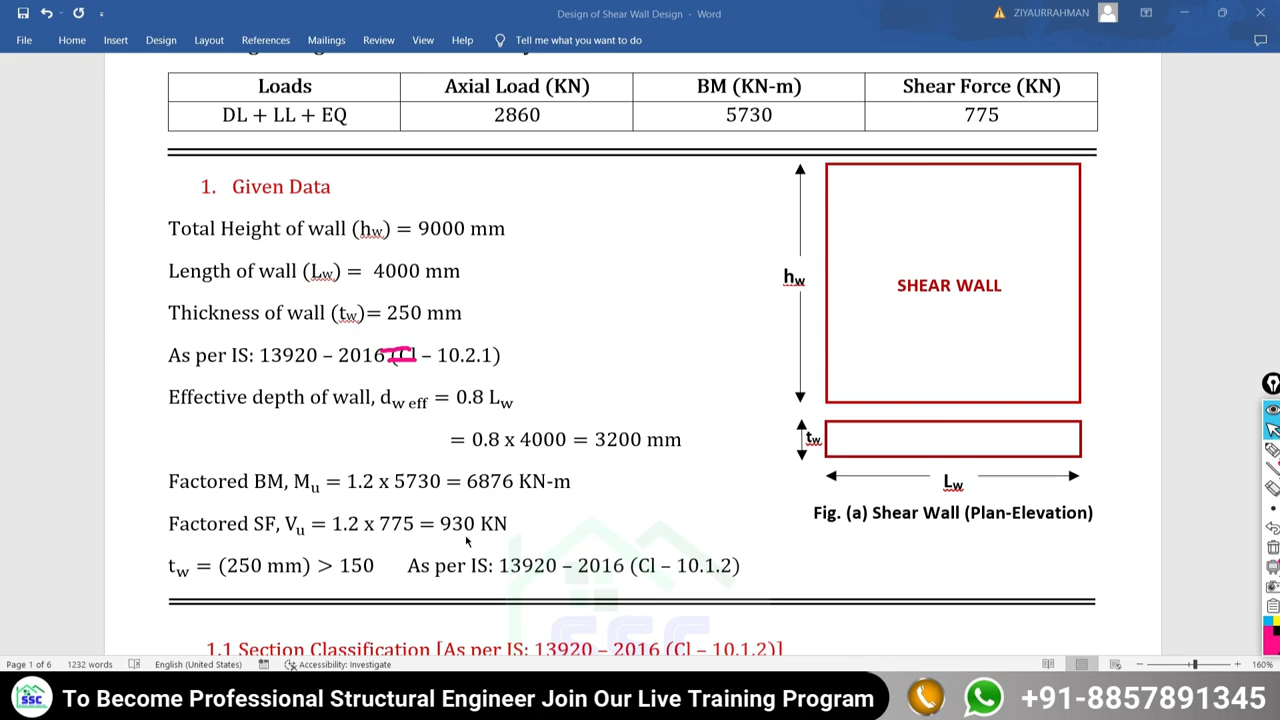 Design of Shear Wall Design - Word
ZIYAURRAHMAN
File Home Insert Design Layout References Mailings Review View Help Tell me what you want to do
Loads Axial Load (KN) BM (KN-m) Shear Force (KN)
DL + LL + EQ 2860 5730 775
1. Given Data
Total Height of wall (hw) = 9000 mm
Length of wall (Lw) = 4000 mm
Thickness of wall (tw)= 250 mm
As per IS: 13920 – 2016 (Cl – 10.2.1)
Effective depth of wall, dw eff = 0.8 Lw
= 0.8 x 4000 = 3200 mm
Factored BM, Mu = 1.2 x 5730 = 6876 KN-m
Factored SF, Vu = 1.2 x 775 = 930 KN
tw = (250 mm) > 150 As per IS: 13920 – 2016 (Cl – 10.1.2)
hw
SHEAR WALL
tw
Lw
Fig. (a) Shear Wall (Plan-Elevation)
1.1 Section Classification [As per IS: 13920 – 2016 (Cl – 10.1.2)]
Page 1 of 6 1232 words English (United States) Accessibility: Investigate 160%
SSC To Become Professional Structural Engineer Join Our Live Training Program +91-8857891345